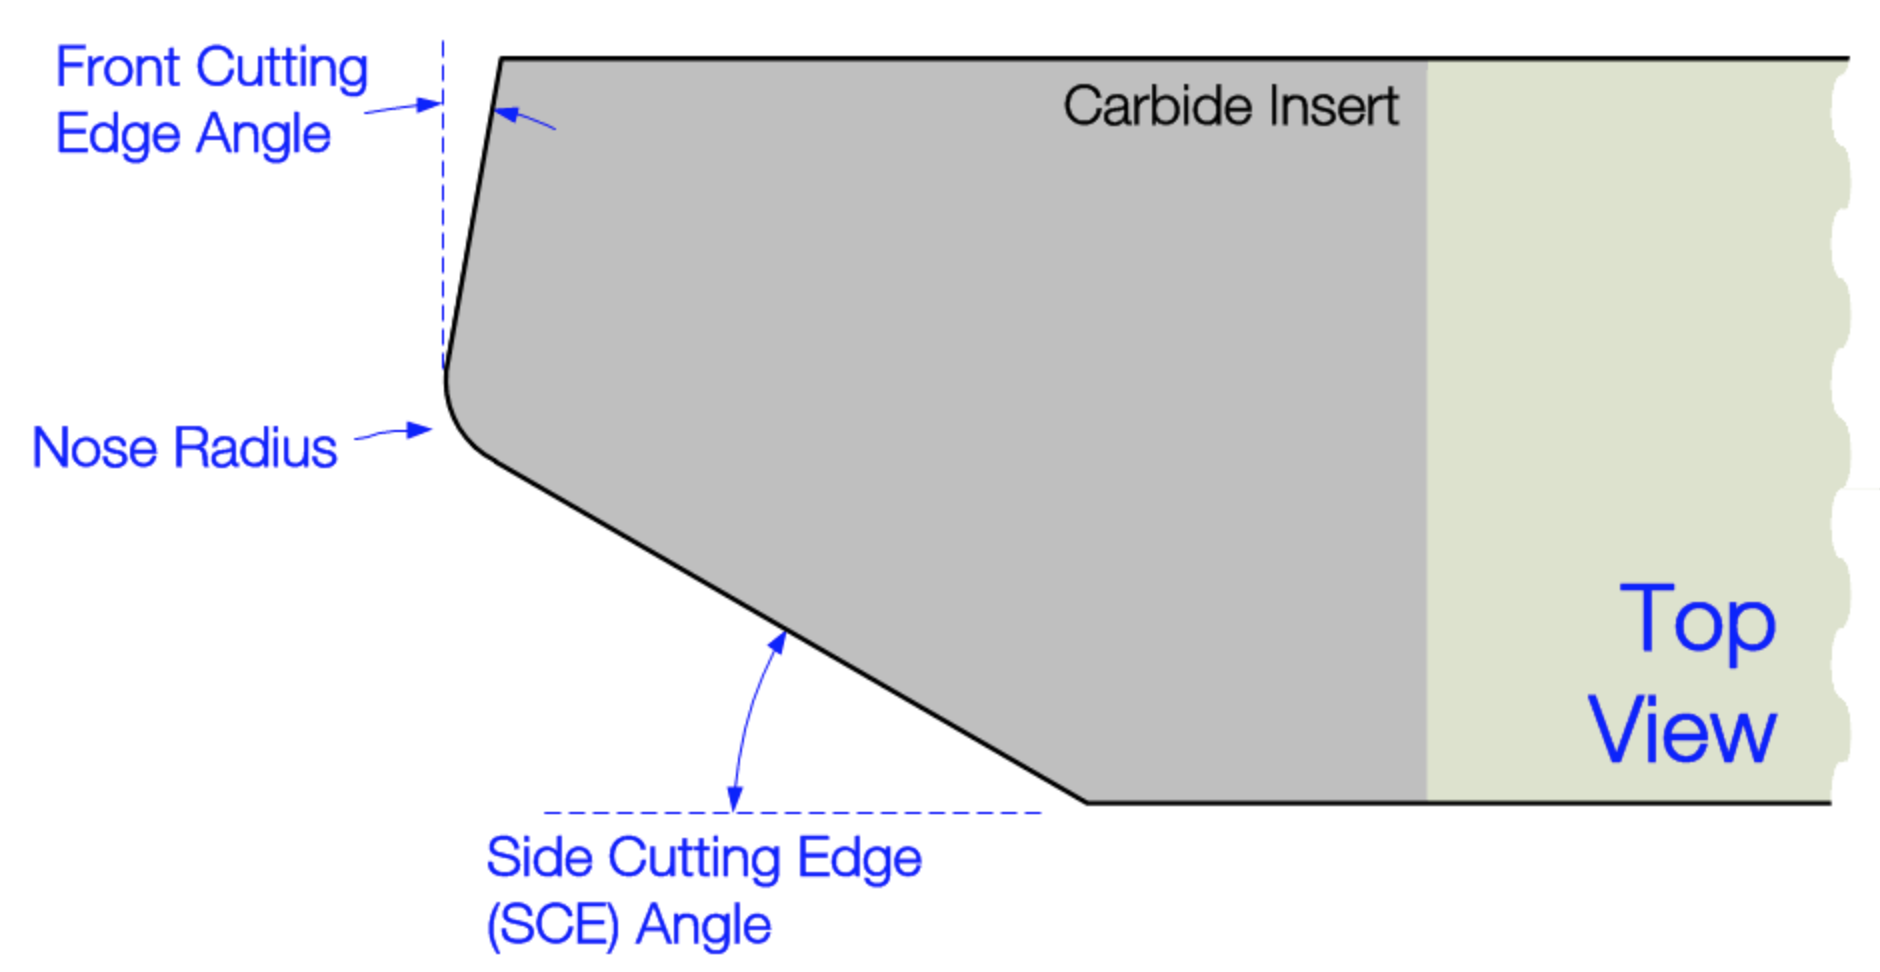 Front Cutting
Edge Angle
Carbide Insert
Nose Radius
Top
View
Side Cutting Edge
(SCE) Angle